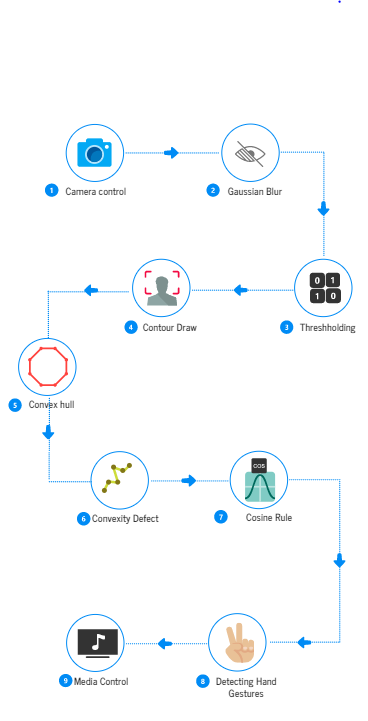 1 Camera control
2 Gaussian Blur
0 1
1 0
3 Threshholding
4 Contour Draw
5 Convex hull
6 Convexity Defect
COS
7 Cosine Rule
8 Detecting Hand
Gestures
9 Media Control